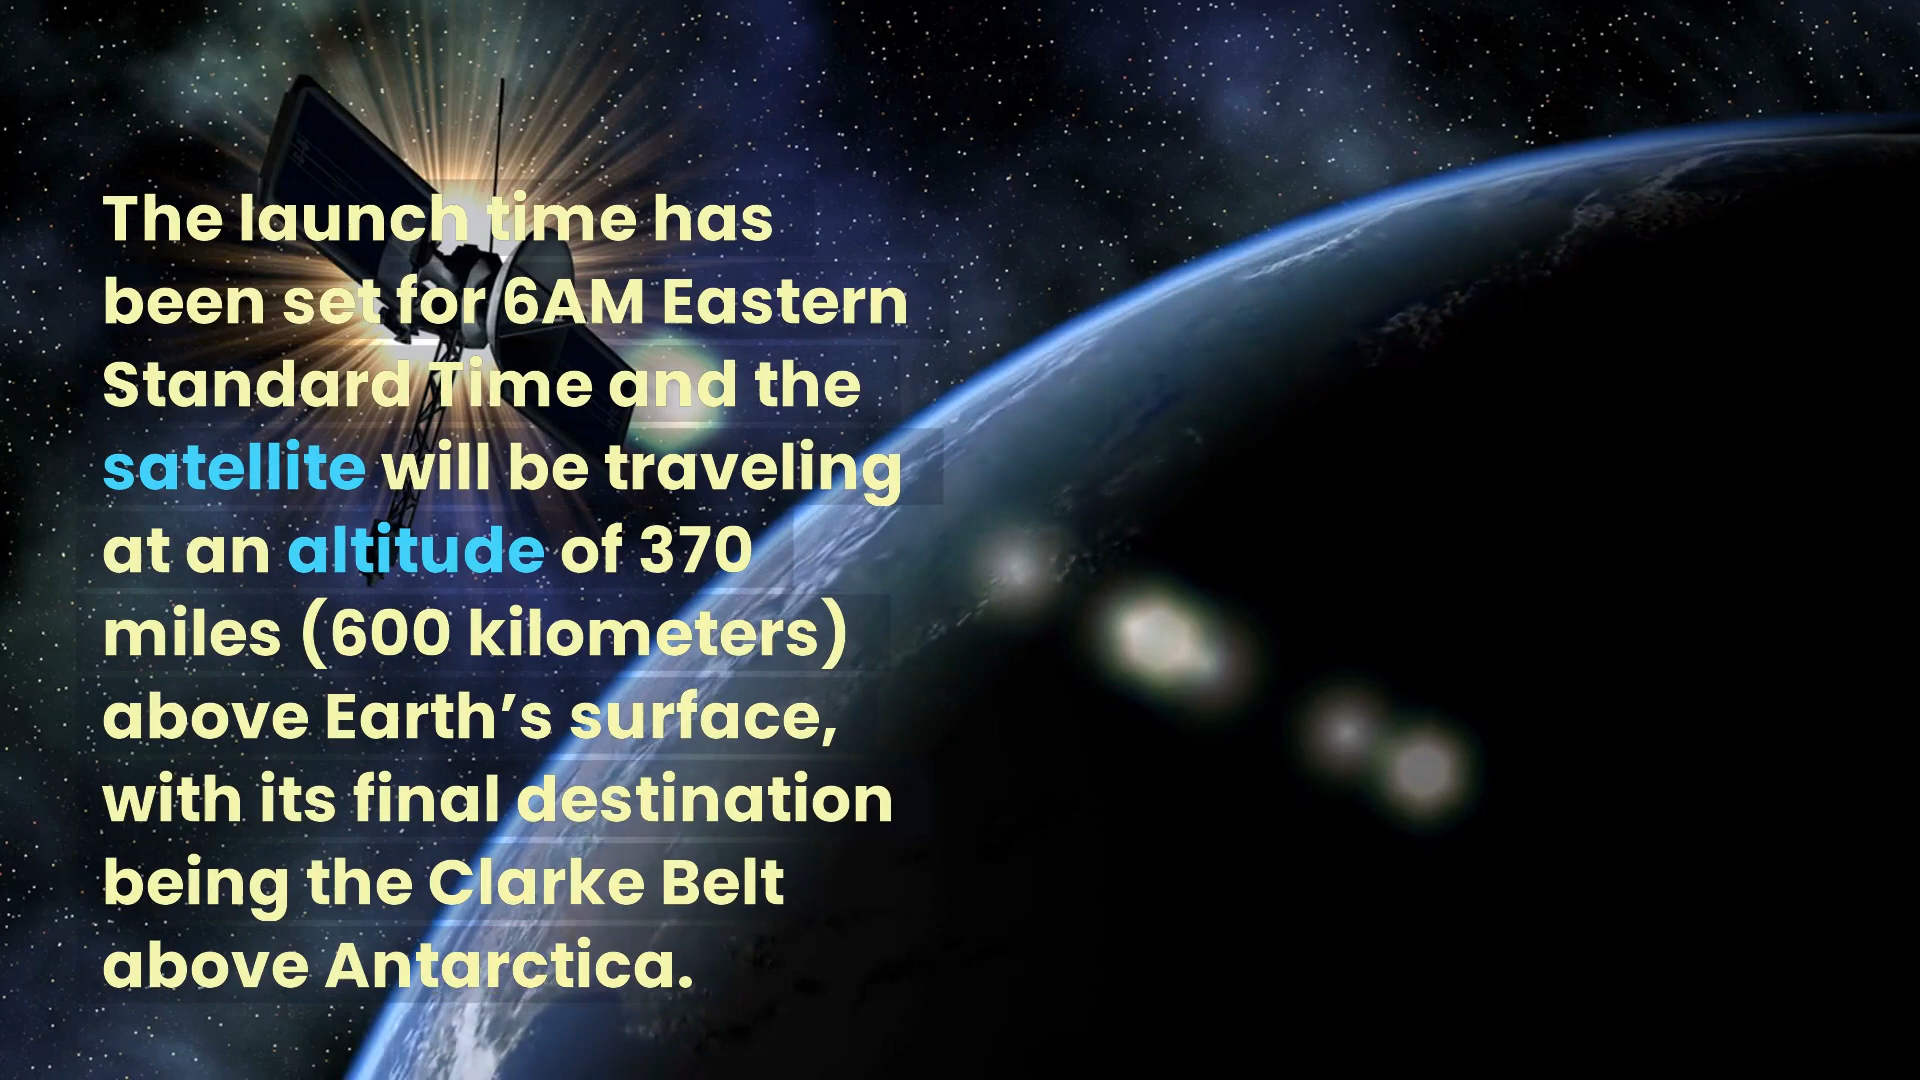 The launch time has
been set for 6AM Eastern
Standard Time and the
satellite will be traveling
at an altitude of 370
miles (600 kilometers)
above Earth’s surface,
with its final destination
being the Clarke Belt
above Antarctica.